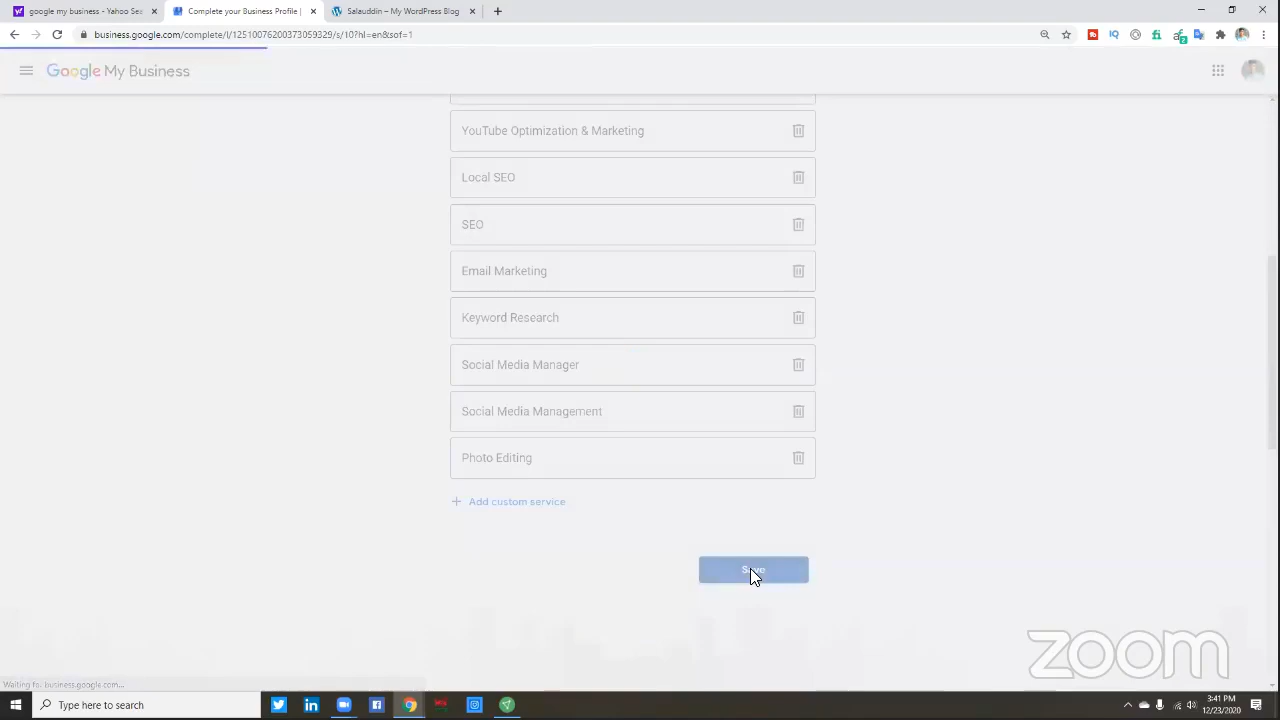 google my business - Yahoo Sea
Complete your Business Profile |
Salauddin – My WordPress Blog
business.google.com/complete/l/12510076200373059329/s/10?hl=en&sof=1
Google My Business
YouTube Optimization & Marketing
Local SEO
SEO
Email Marketing
Keyword Research
Social Media Manager
Social Media Management
Photo Editing
+ Add custom service
Save
zoom
Waiting for business.google.com...
Type here to search
3:41 PM
12/23/2020